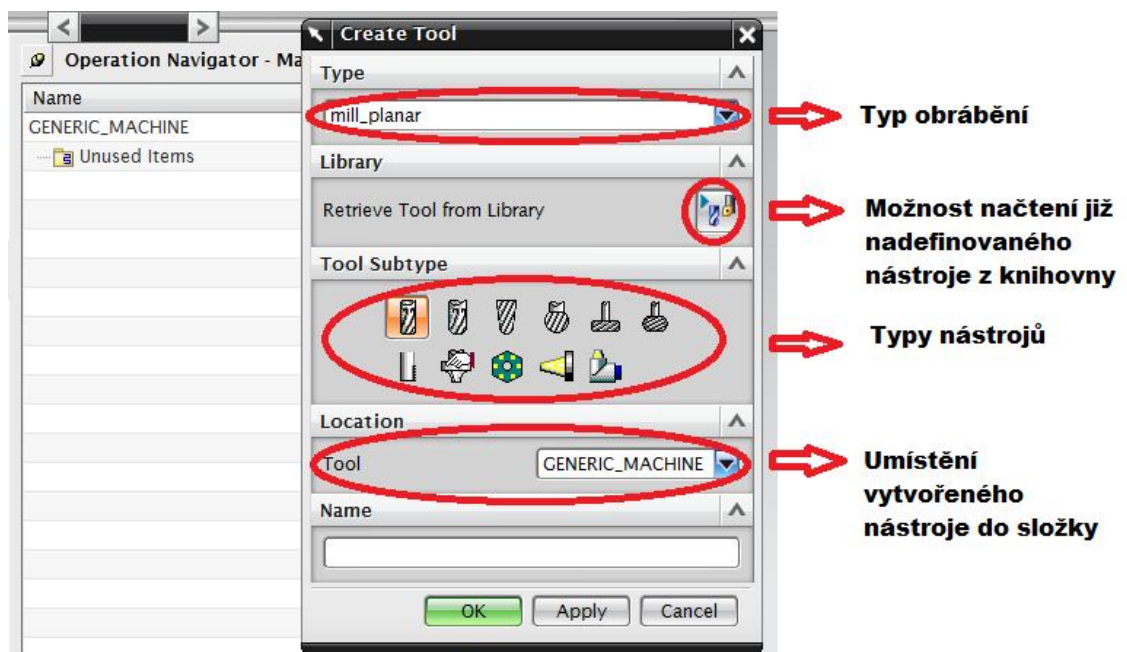 Create Tool
Operation Navigator - Ma
Name
GENERIC_MACHINE
Unused Items
Type
mill_planar
Typ obrábění
Library
Retrieve Tool from Library
Možnost načtení již
nadefinovaného
nástroje z knihovny
Tool Subtype
Typy nástrojů
Location
Tool
GENERIC_MACHINE
Umístění
vytvořeného
nástroje do složky
Name
OK
Apply
Cancel